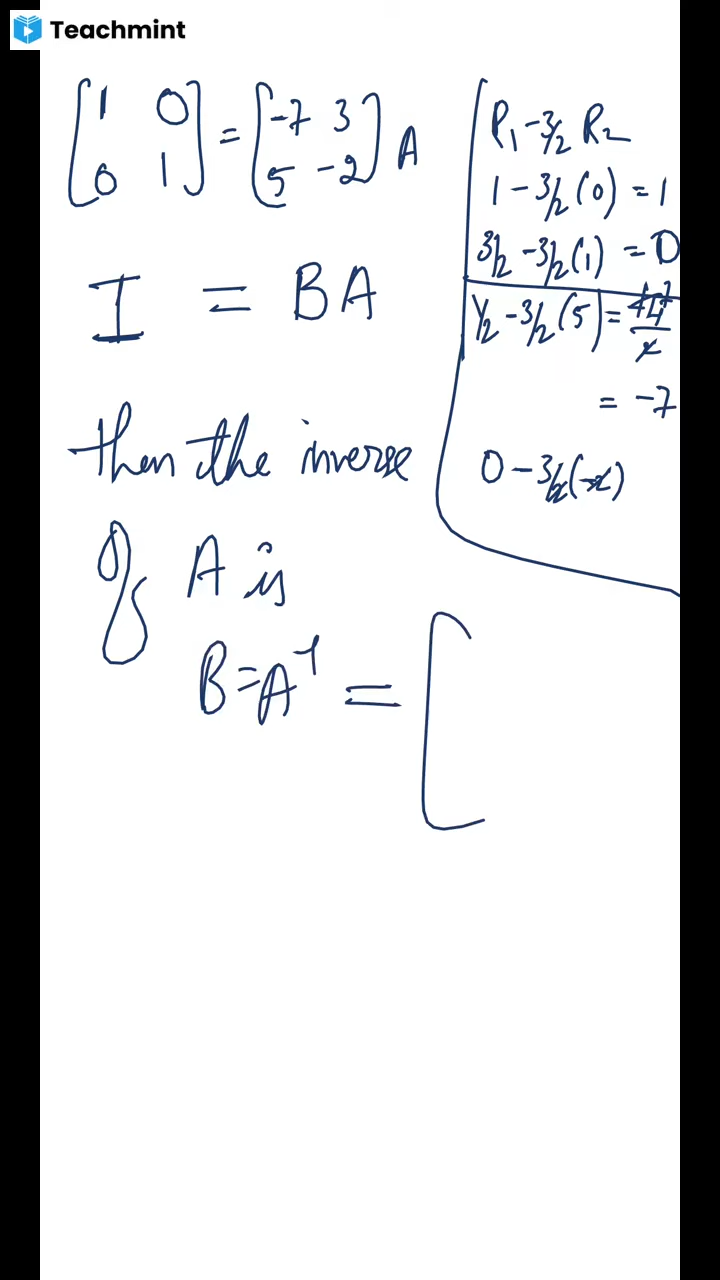 Teachmint
[1 0
0 1] = [-7 3
5 -2] A
I = BA
then the inverse
of A is
B = A⁻¹ = [
R₁ - 3/2 R₂
1 - 3/2 (0) = 1
3/2 - 3/2 (1) = 0
1/2 - 3/2 (5) =
= -7
0 - 3/2 (-2)